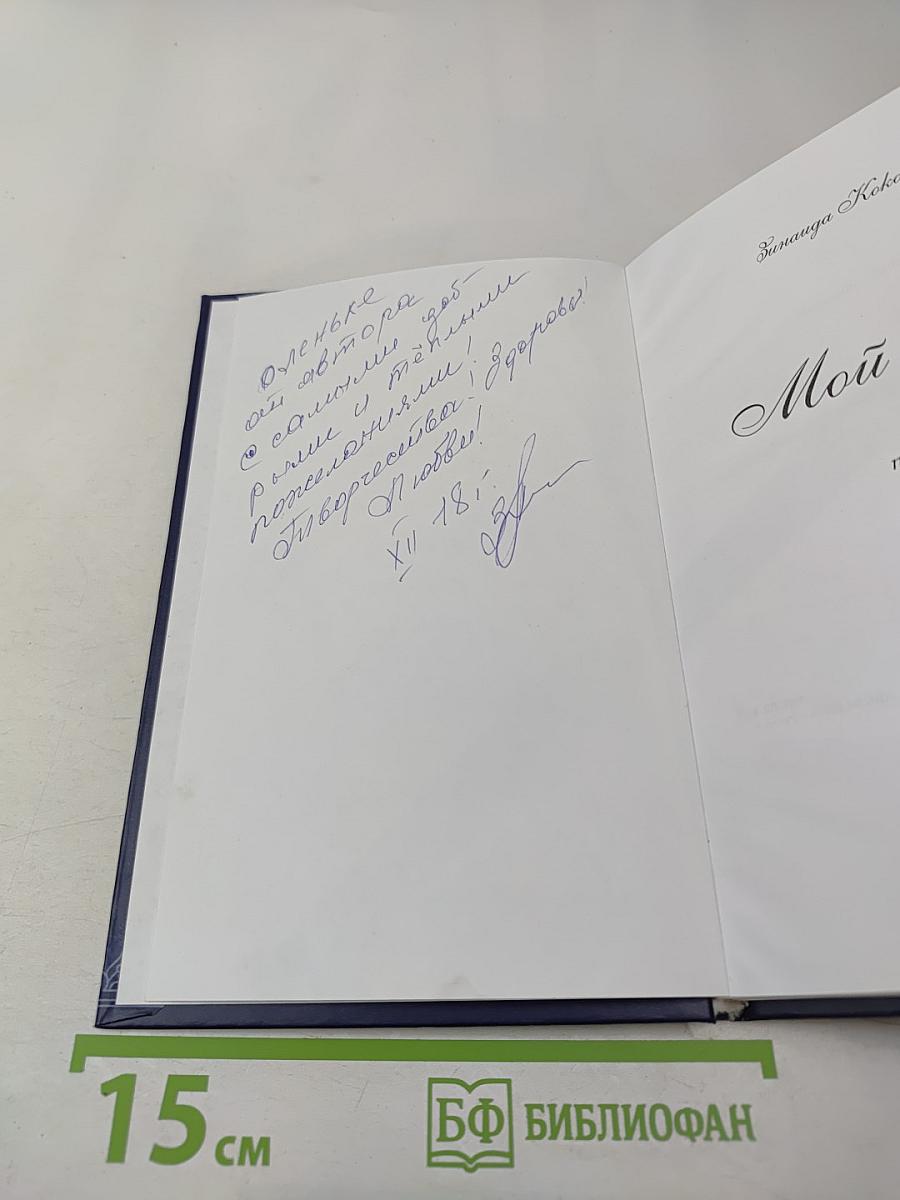 Оленьке
от автора
с самыми доб-
рыми и тёплыми
пожеланиями!
Творчества! Здоровья!
Любви!
XII 18 г.
Зинаида Коко
Мой
п
15 см
БФ БИБЛИОФАН